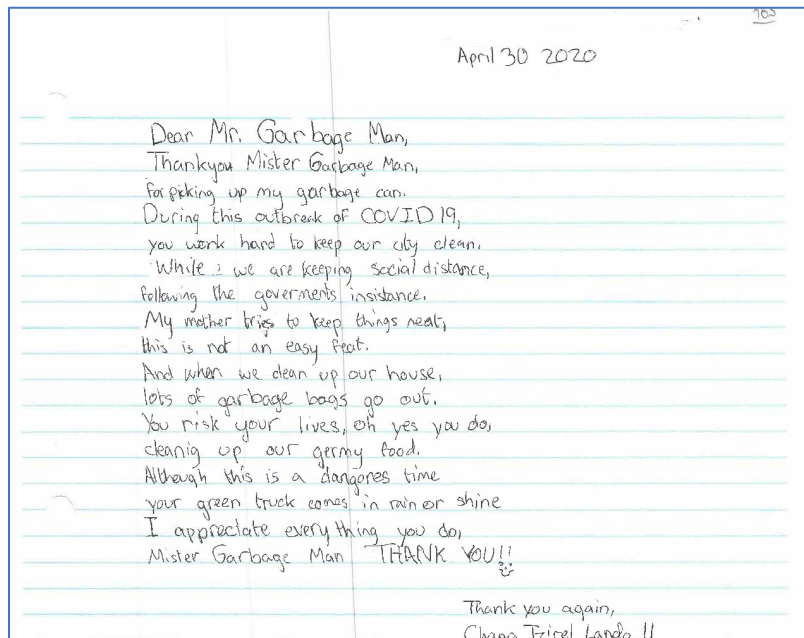 April 30 2020
Dear Mr. Garbage Man,
Thankyou Mister Garbage Man,
for picking up my garbage can.
During this outbreak of COVID 19,
you work hard to keep our city clean.
While we are keeping social distance,
following the goverments insistance.
My mother tries to keep things neat,
this is not an easy feat.
And when we clean up our house,
lots of garbage bags go out.
You risk your lives, oh yes you do,
cleanig up our germy food.
Although this is a dangores time
your green truck comes in rain or shine
I appreciate every thing you do,
Mister Garbage Man THANK YOU!!
Thank you again,